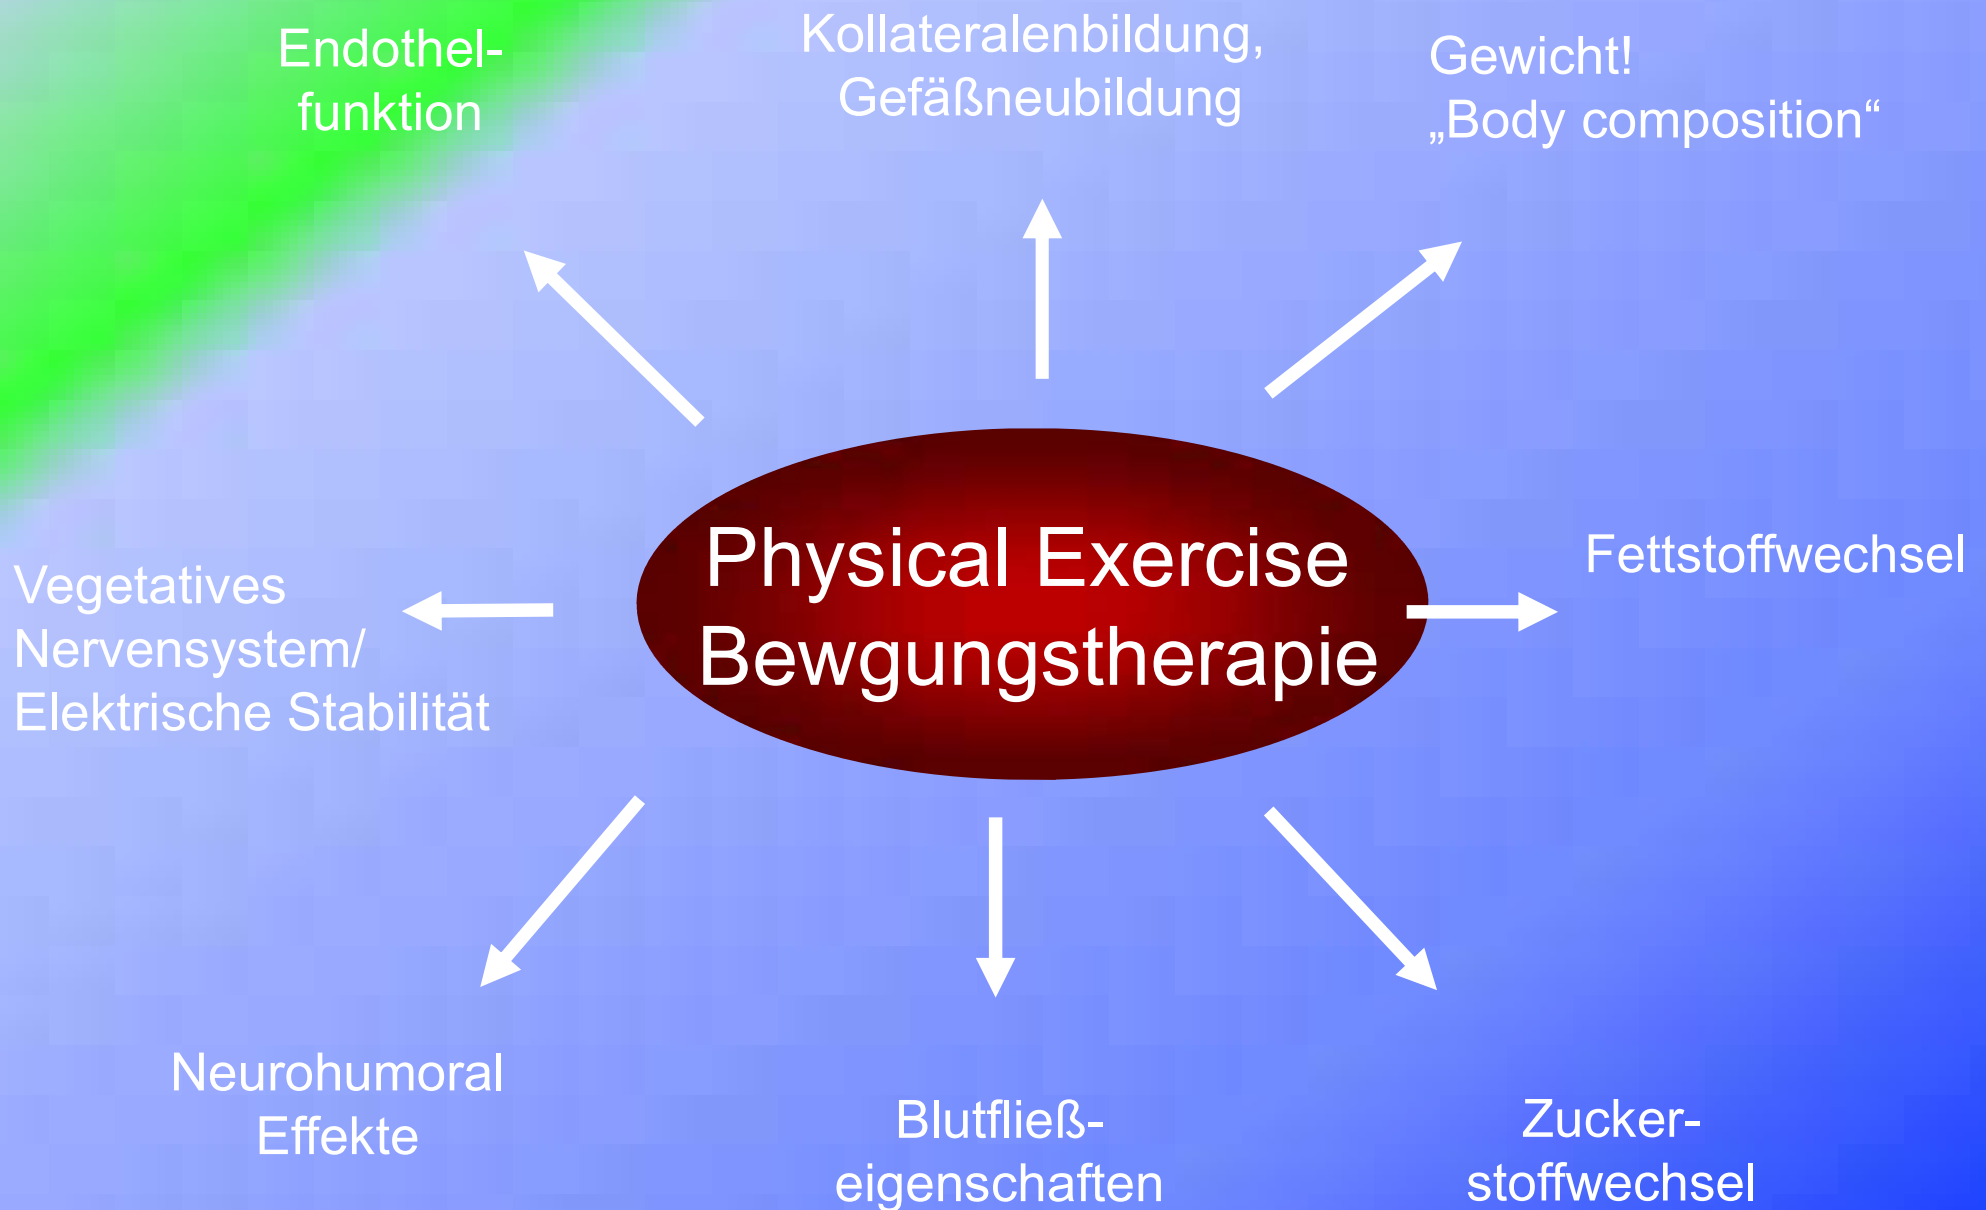 Endothel-
funktion
Kollateralenbildung,
Gefäßneubildung
Gewicht!
„Body composition“
Physical Exercise
Bewgungstherapie
Fettstoffwechsel
Vegetatives
Nervensystem/
Elektrische Stabilität
Neurohumoral
Effekte
Blutfließ-
eigenschaften
Zucker-
stoffwechsel